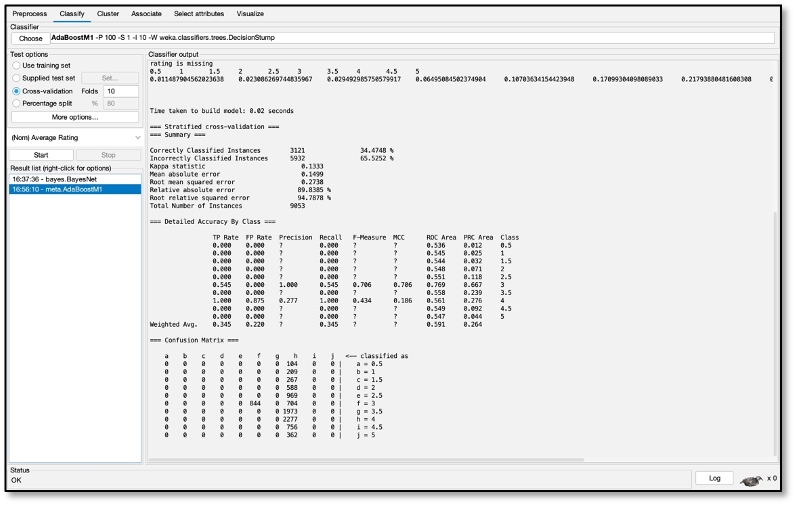 Preprocess Classify Cluster Associate Select attributes Visualize
Classifier
Choose AdaBoostM1 -P 100 -S 1 -I 10 -W weka.classifiers.trees.DecisionStump
Test options
Use training set
Supplied test set Set...
Cross-validation Folds 10
Percentage split % 80
More options...
(Nom) Average Rating
Start Stop
Result list (right-click for options)
16:37:36 - bayes.BayesNet
16:56:10 - meta.AdaBoostM1
Classifier output
rating is missing
0.5 1 1.5 2 2.5 3 3.5 4 4.5 5
0.01148790456202363​8 0.02308626974483596​7 0.02949298575057991​7 0.06495084502374904 0.10703634154423948 0.17099304098089033 0.21793880481608308
Time taken to build model: 0.02 seconds
=== Stratified cross-validation ===
=== Summary ===
Correctly Classified Instances 3121 34.4748 %
Incorrectly Classified Instances 5932 65.5252 %
Kappa statistic 0.1333
Mean absolute error 0.1499
Root mean squared error 0.2738
Relative absolute error 89.8385 %
Root relative squared error 94.7878 %
Total Number of Instances 9053
=== Detailed Accuracy By Class ===
TP Rate FP Rate Precision Recall F-Measure MCC ROC Area PRC Area Class
0.000 0.000 ? 0.000 ? ? 0.536 0.012 0.5
0.000 0.000 ? 0.000 ? ? 0.545 0.025 1
0.000 0.000 ? 0.000 ? ? 0.544 0.032 1.5
0.000 0.000 ? 0.000 ? ? 0.548 0.071 2
0.000 0.000 ? 0.000 ? ? 0.551 0.118 2.5
0.545 0.000 1.000 0.545 0.706 0.706 0.769 0.667 3
0.000 0.000 ? 0.000 ? ? 0.558 0.239 3.5
1.000 0.875 0.277 1.000 0.434 0.186 0.561 0.276 4
0.000 0.000 ? 0.000 ? ? 0.549 0.092 4.5
0.000 0.000 ? 0.000 ? ? 0.547 0.044 5
Weighted Avg. 0.345 0.220 ? 0.345 ? ? 0.591 0.264
=== Confusion Matrix ===
a b c d e f g h i j <-- classified as
0 0 0 0 0 0 0 104 0 0 | a = 0.5
0 0 0 0 0 0 0 209 0 0 | b = 1
0 0 0 0 0 0 0 267 0 0 | c = 1.5
0 0 0 0 0 0 0 588 0 0 | d = 2
0 0 0 0 0 0 0 969 0 0 | e = 2.5
0 0 0 0 0 844 0 704 0 0 | f = 3
0 0 0 0 0 0 0 1973 0 0 | g = 3.5
0 0 0 0 0 0 0 2277 0 0 | h = 4
0 0 0 0 0 0 0 756 0 0 | i = 4.5
0 0 0 0 0 0 0 362 0 0 | j = 5
Status
OK
Log x 0